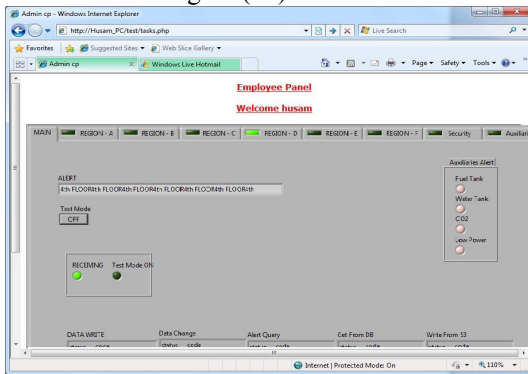 Admin cp - Windows Internet Explorer
http://Husam_PC/test/tasks.php
Live Search
Favorites Suggested Sites Web Slice Gallery
Admin cp Windows Live Hotmail Page Safety Tools
Employee Panel
Welcome husam
MAIN REGION - A REGION - B REGION - C REGION - D REGION - E REGION - F Security Auxiliari
Auxiliaries Alert
ALERT
4th FLOOR4th FLOOR4th FLOOR4th FLOOR4th FLOOR4th FLOOR4th
Fuel Tank
Test Mode
Water Tank
OFF
CO2
Low Power
RECEIVING Test Mode ON
DATA WRITE Data Change Alert Query Get From DB Write From S3
status code status code status code status code status code
Internet | Protected Mode: On 110%